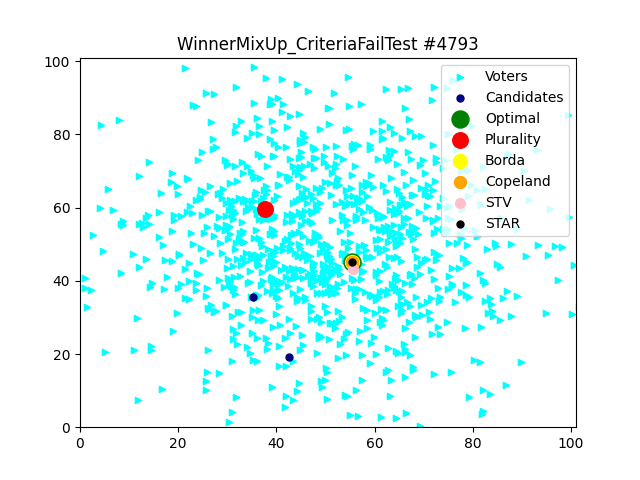 WinnerMixUp_CriteriaFailTest #4793
100
80
60
40
20
0
0 20 40 60 80 100
Voters
Candidates
Optimal
Plurality
Borda
Copeland
STV
STAR